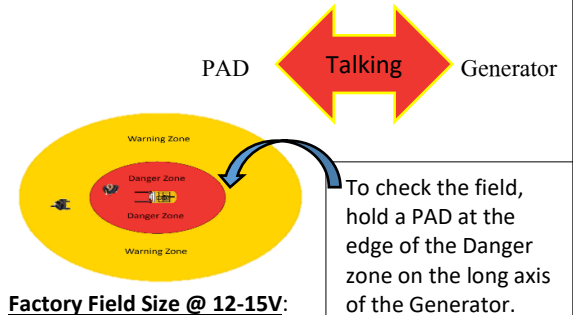 PAD Talking Generator
Warning Zone
Danger Zone
Danger Zone
Warning Zone
To check the field,
hold a PAD at the
edge of the Danger
zone on the long axis
of the Generator.
Factory Field Size @ 12-15V: